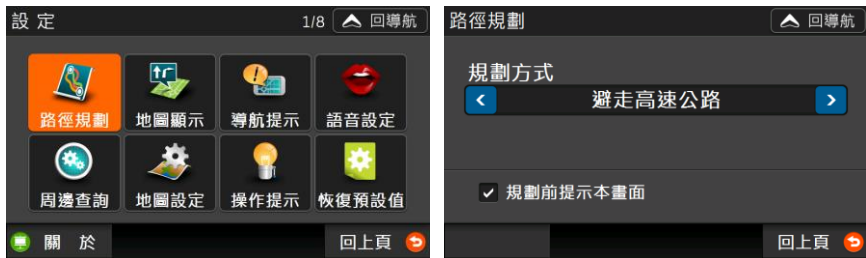 設 定 1/8 回導航
路徑規劃 地圖顯示 導航提示 語音設定
周邊查詢 地圖設定 操作提示 恢復預設值
關 於 回上頁
路徑規劃 回導航
規劃方式
避走高速公路
規劃前提示本畫面
回上頁